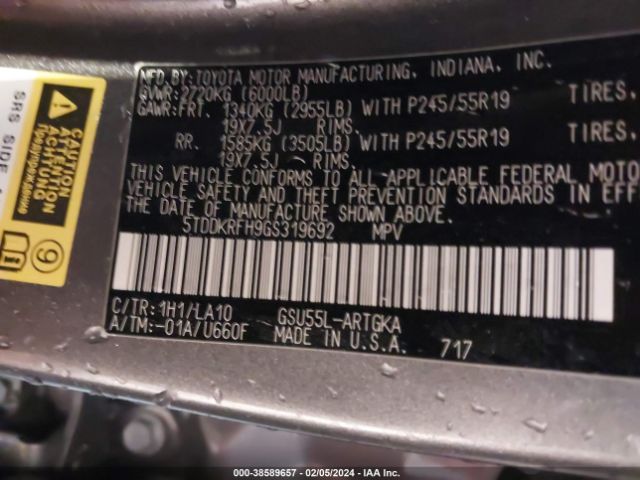 MFD. BY: TOYOTA MOTOR MANUFACTURING, INDIANA, INC.
GVWR: 2720KG (6000LB)
GAWR: FRT. 1340KG (2955LB) WITH P245/55R19 TIRES,
19X7.5J RIMS.
RR. 1585KG (3505LB) WITH P245/55R19 TIRES,
19X7.5J RIMS.
THIS VEHICLE CONFORMS TO ALL APPLICABLE FEDERAL MOTO
VEHICLE SAFETY AND THEFT PREVENTION STANDARDS IN EFF
THE DATE OF MANUFACTURE SHOWN ABOVE.
5TDDKRFH9GS319692 MPV
C/TR: 1H1/LA10 GSU55L-ARTGKA
A/TM: -01A/U660F MADE IN U.S.A. 717
SRS SIDE
ATTENTION
ACHTUNG
9
000-38589657 - 02/05/2024 - IAA Inc.